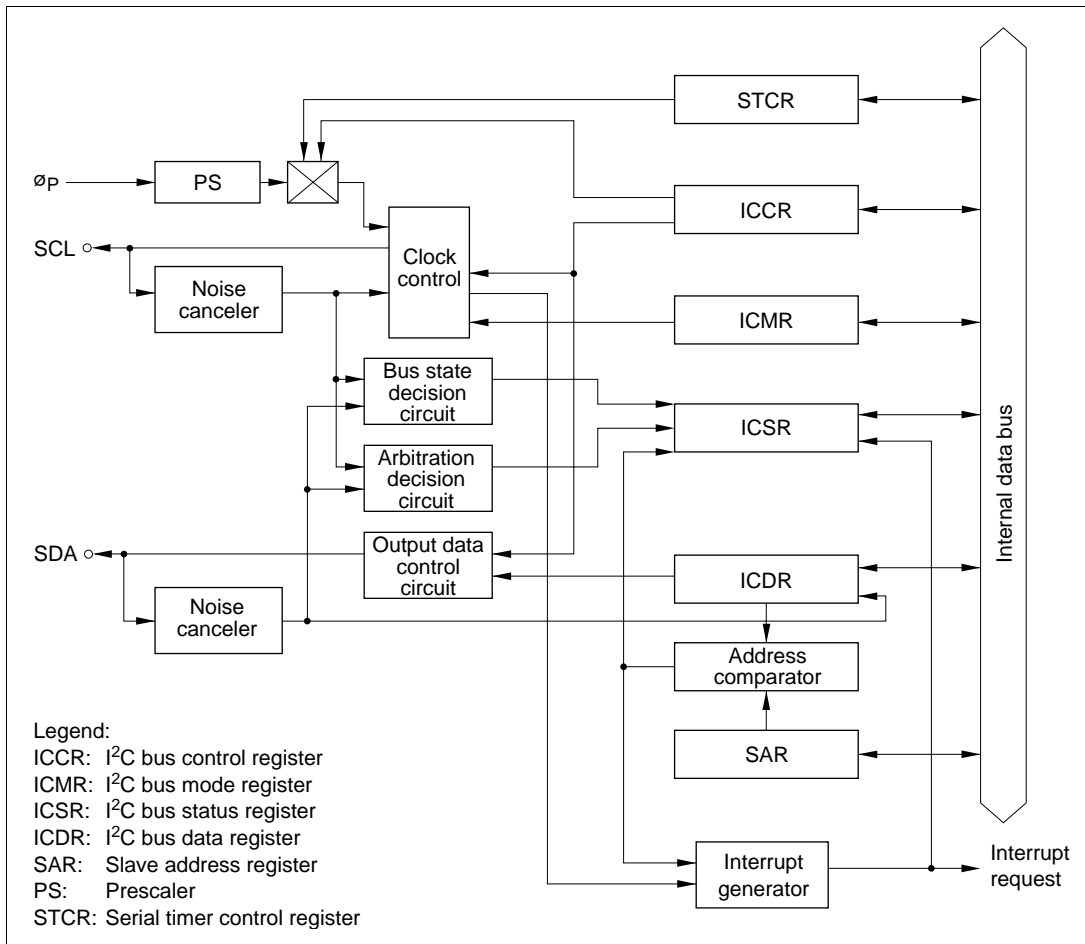 STCR
øP
PS
ICCR
SCL
Clock
control
Noise
canceler
ICMR
Bus state
decision
circuit
ICSR
Internal data bus
Arbitration
decision
circuit
SDA
Output data
control
circuit
ICDR
Noise
canceler
Address
comparator
SAR
Legend:
ICCR: I²C bus control register
ICMR: I²C bus mode register
ICSR: I²C bus status register
ICDR: I²C bus data register
SAR: Slave address register
PS: Prescaler
STCR: Serial timer control register
Interrupt
generator
Interrupt
request